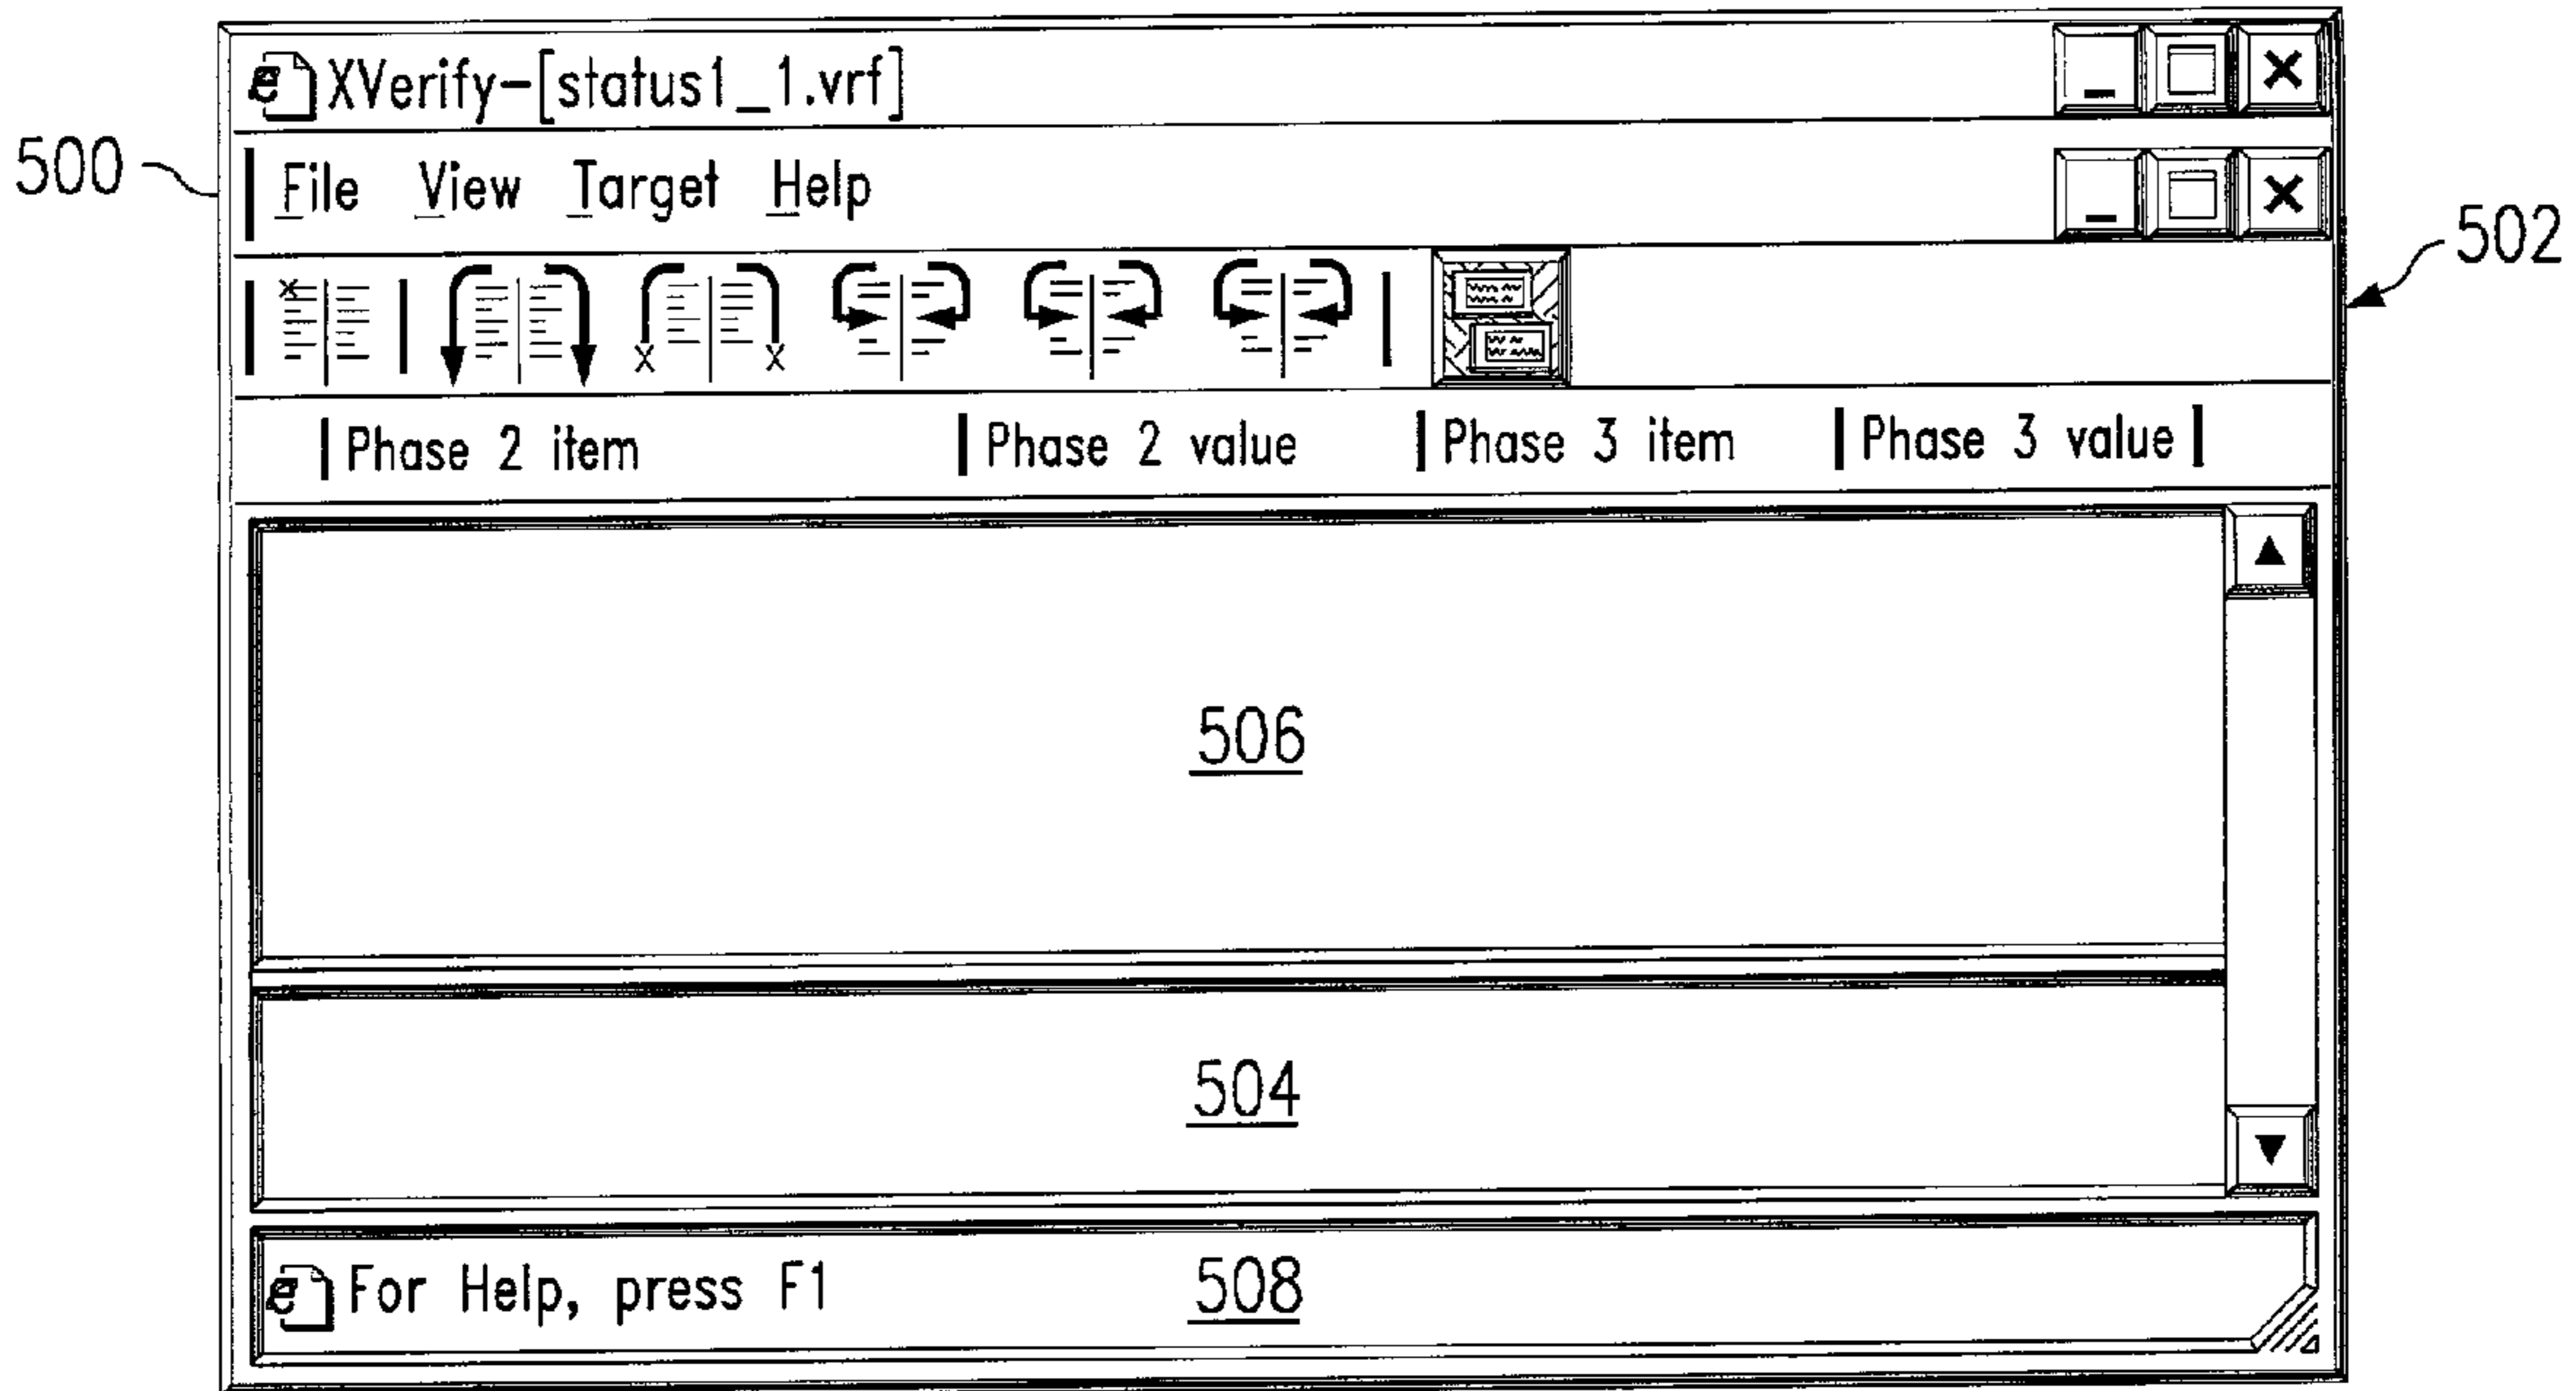 XVerify-[status1_1.vrf]
500
File View Target Help
502
Phase 2 item Phase 2 value Phase 3 item Phase 3 value
506
504
For Help, press F1 508